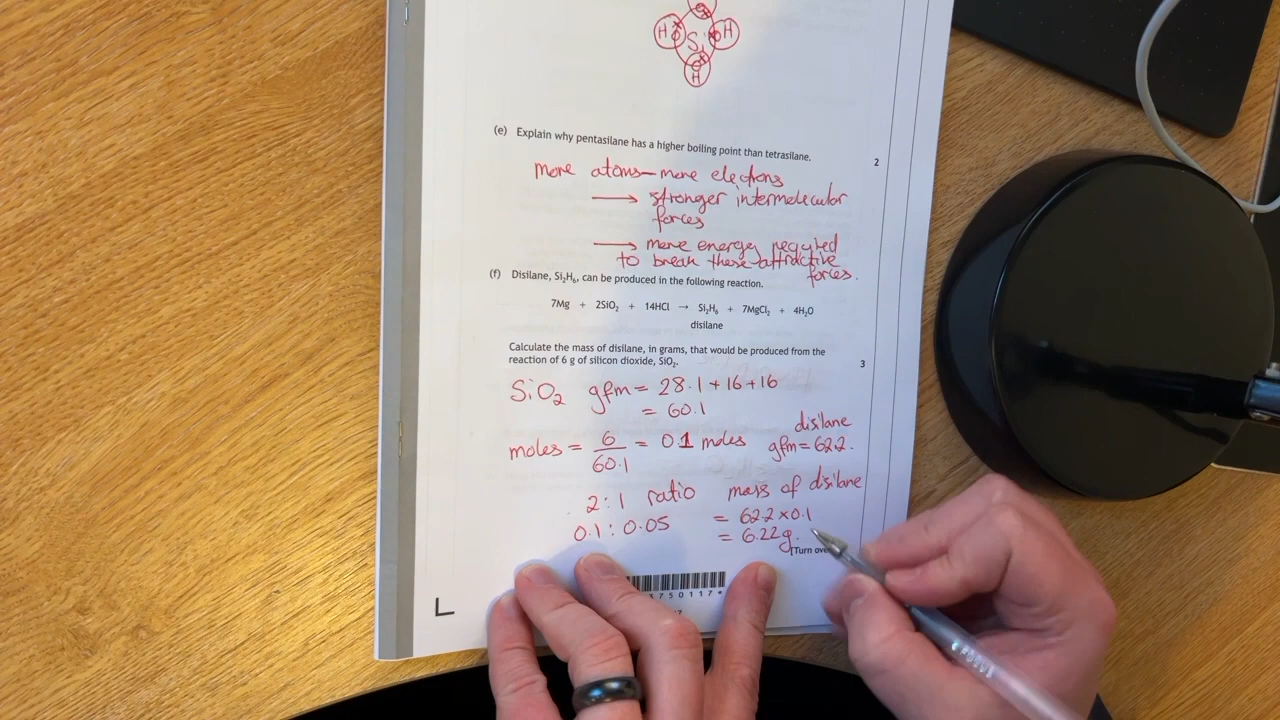 H Si H
H
(e) Explain why pentasilane has a higher boiling point than tetrasilane.
2
more atoms—more electrons
→ stronger intermolecular
forces
→ more energy required
to break these attractive
forces.
(f) Disilane, Si₂H₆, can be produced in the following reaction.
7Mg + 2SiO₂ + 14HCl → Si₂H₆ + 7MgCl₂ + 4H₂O
disilane
Calculate the mass of disilane, in grams, that would be produced from the
reaction of 6 g of silicon dioxide, SiO₂.
3
SiO₂ gfm = 28.1 + 16 + 16
= 60.1
moles = 6/60.1 = 0.1 moles
disilane
gfm = 62.2.
2:1 ratio
0.1 : 0.05
mass of disilane
= 62.2 × 0.1
= 6.22g.
[Turn over
3750117*